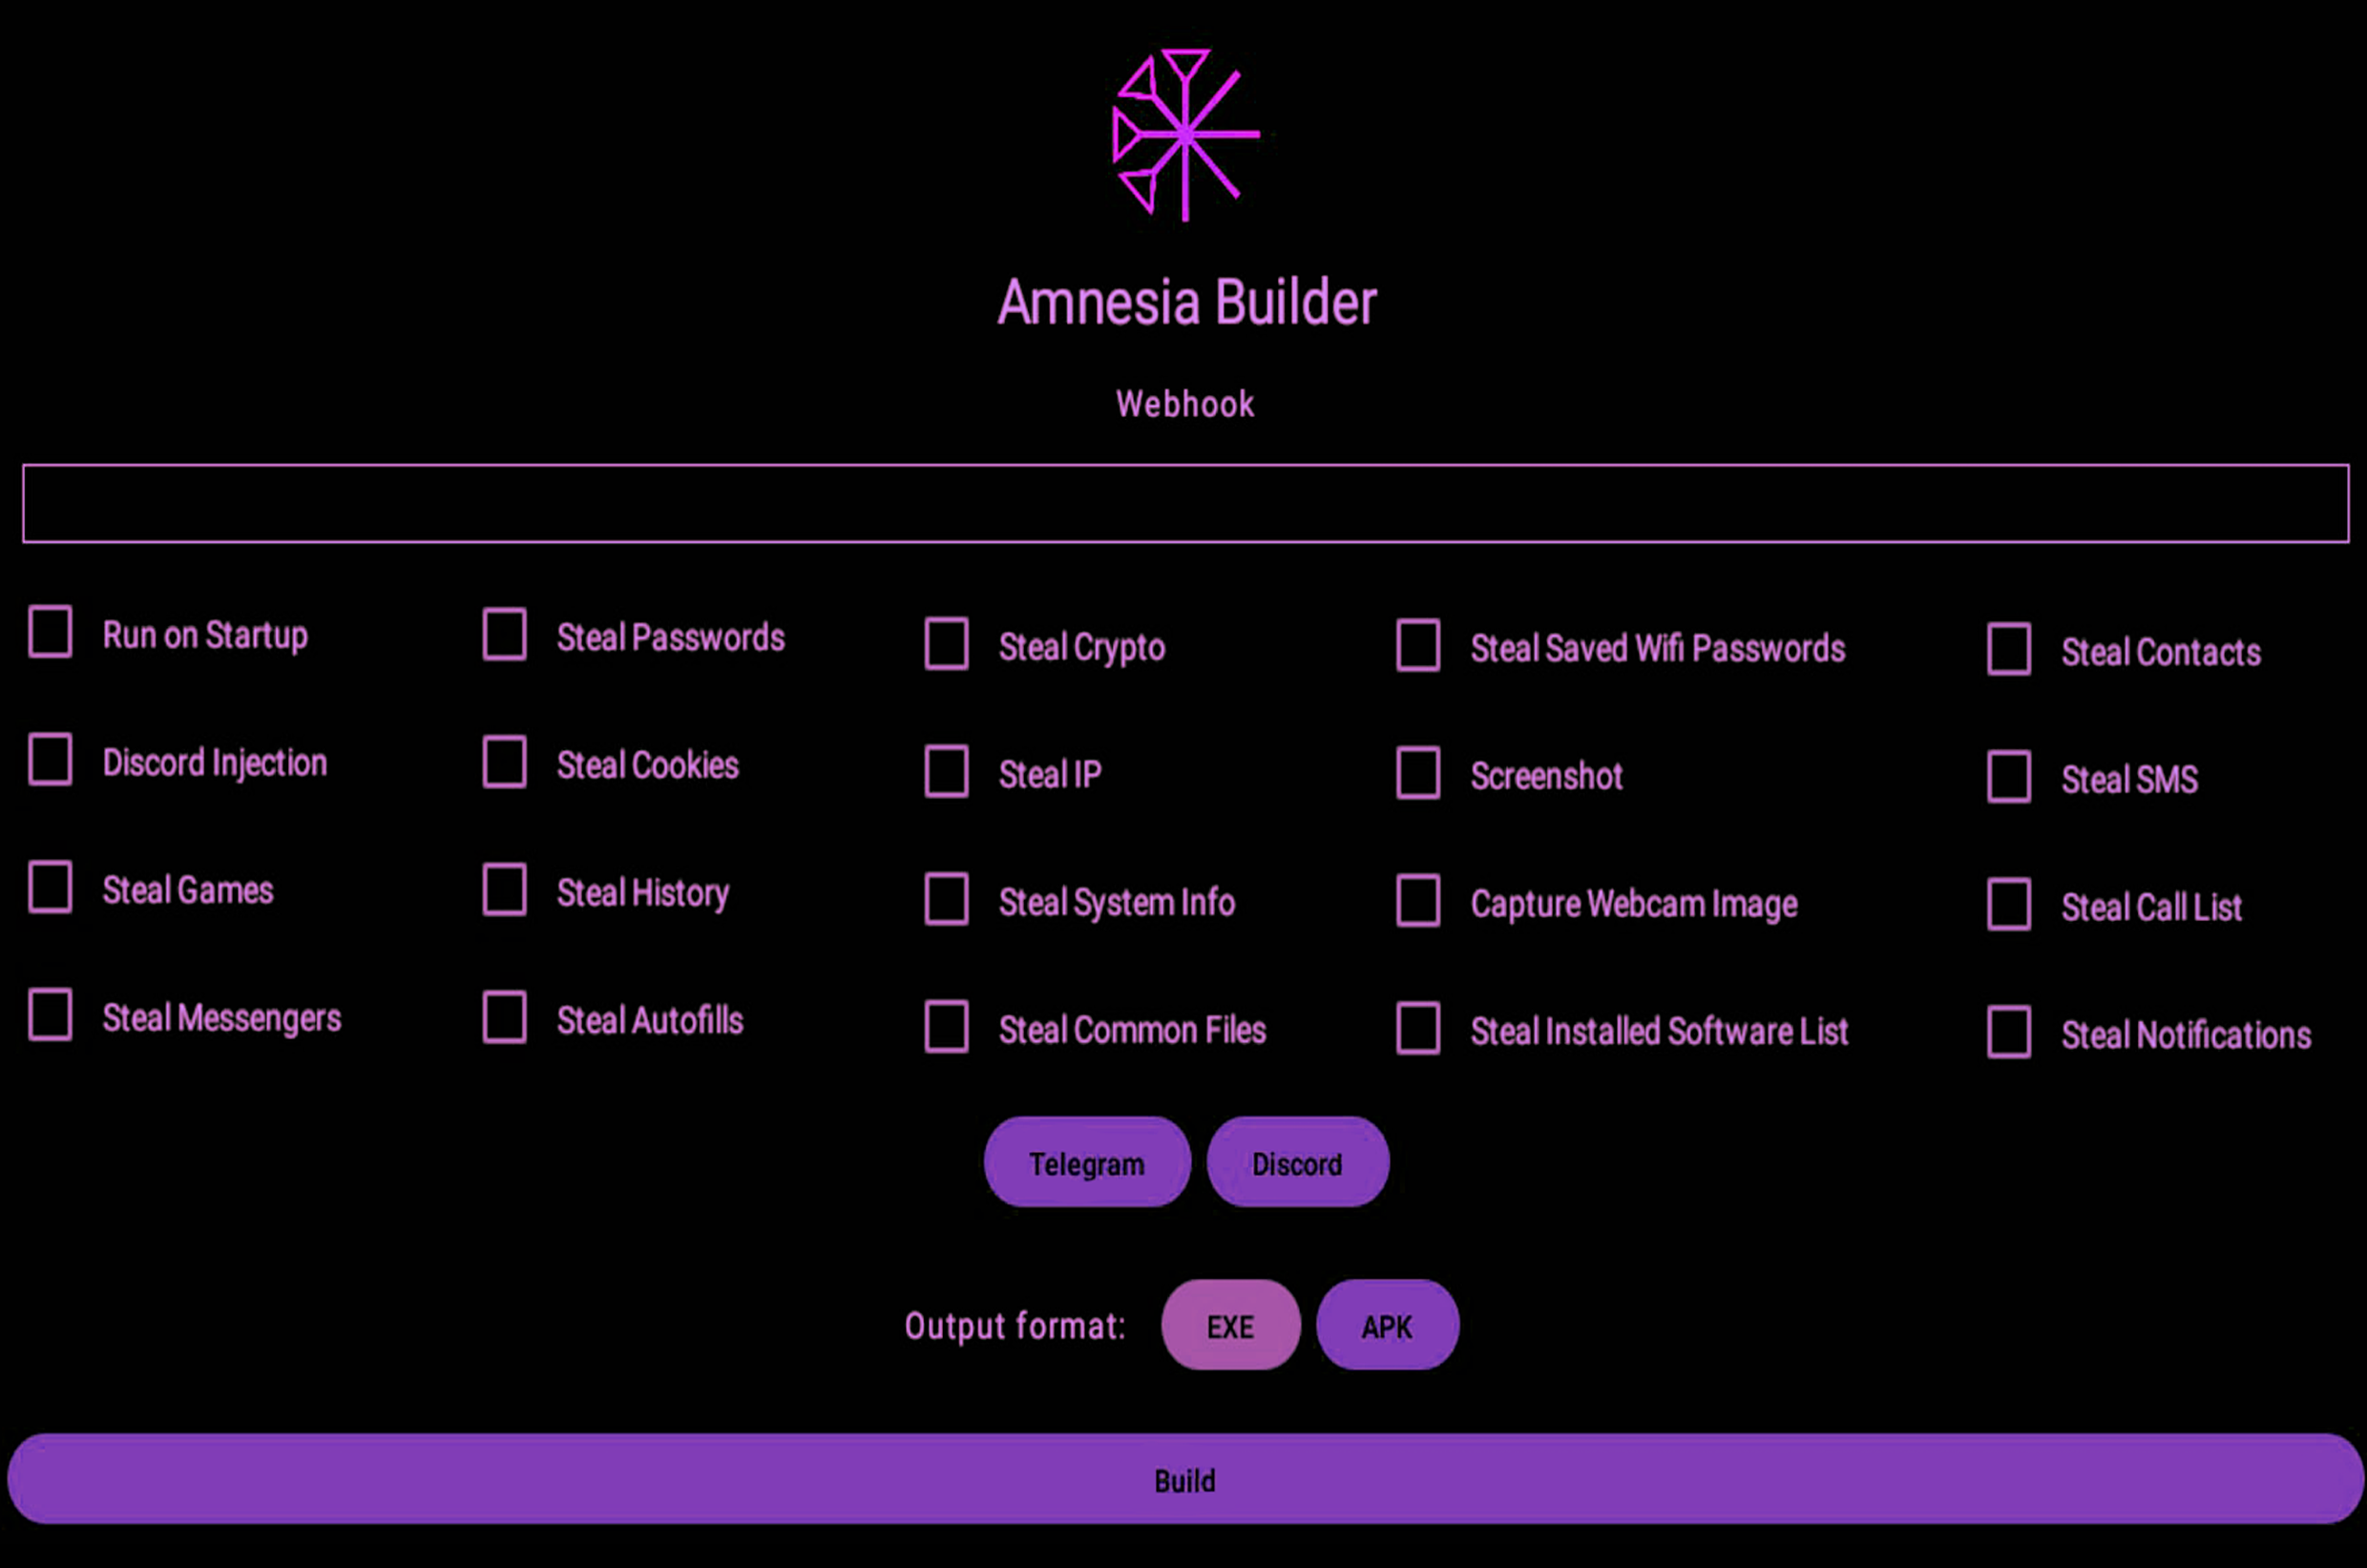 Amnesia Builder
Webhook
Run on Startup
Steal Passwords
Steal Crypto
Steal Saved Wifi Passwords
Steal Contacts
Discord Injection
Steal Cookies
Steal IP
Screenshot
Steal SMS
Steal Games
Steal History
Steal System Info
Capture Webcam Image
Steal Call List
Steal Messengers
Steal Autofills
Steal Common Files
Steal Installed Software List
Steal Notifications
Telegram
Discord
Output format: EXE APK
Build